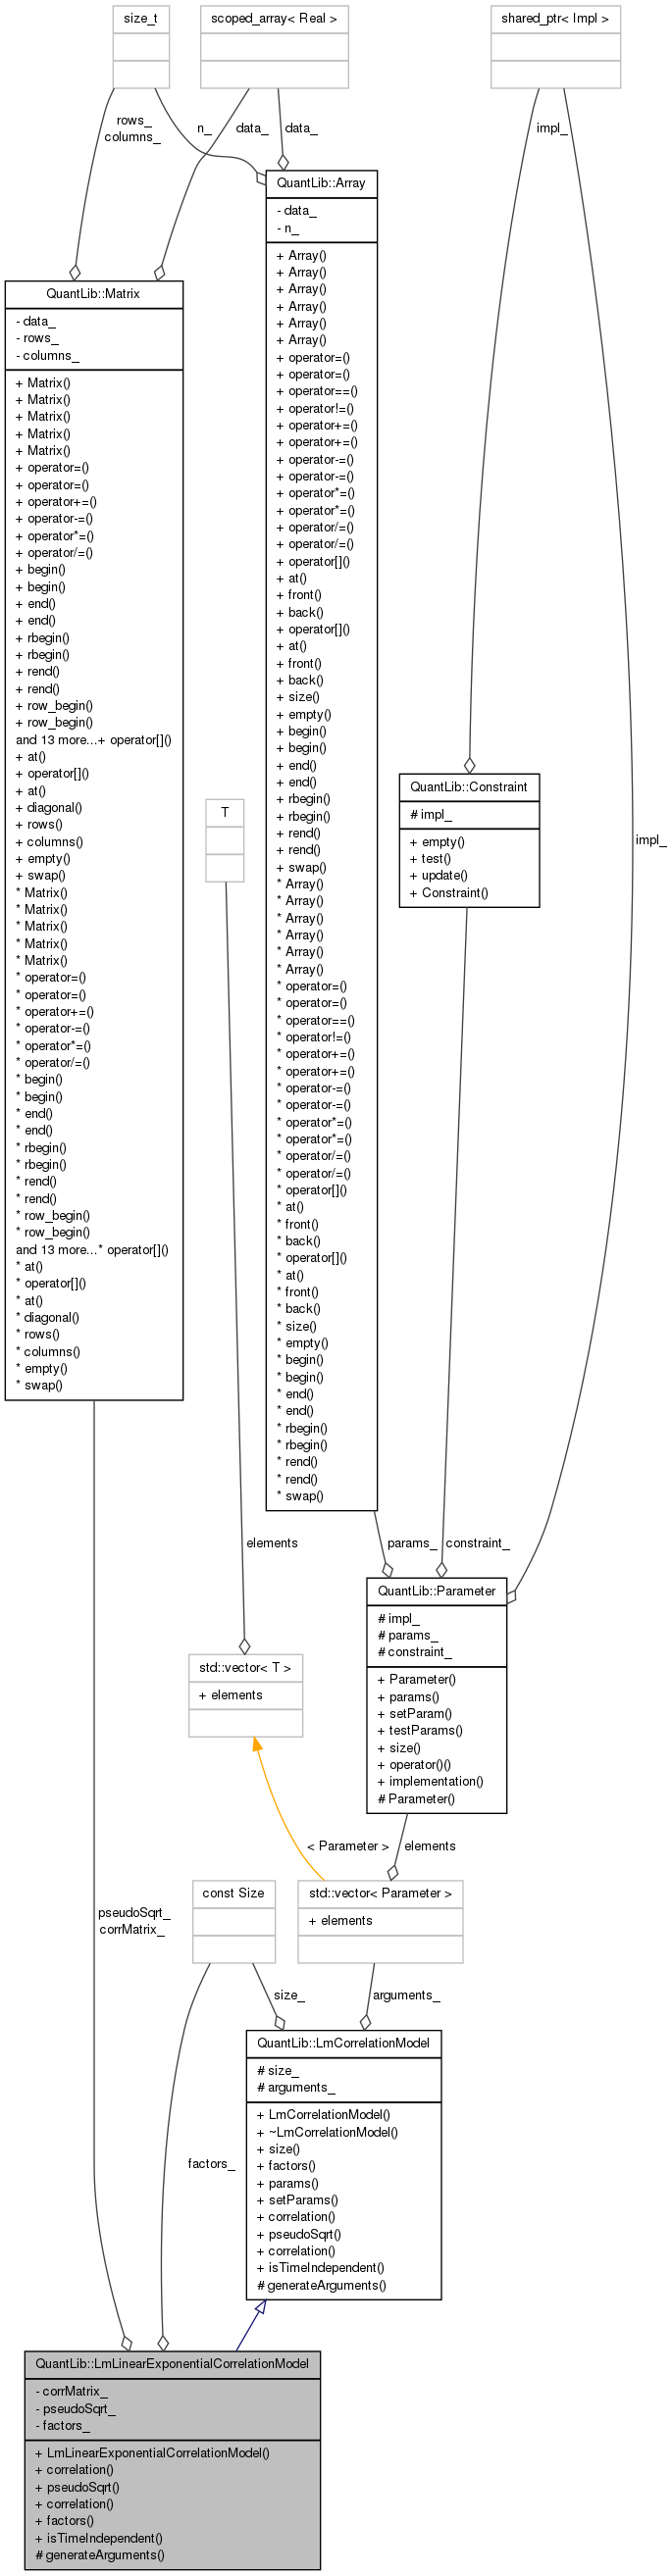 size_t
scoped_array< Real >
shared_ptr< Impl >
rows_
columns_
n_
data_
data_
impl_
QuantLib::Array
- data_
- n_
+ Array()
+ Array()
+ Array()
+ Array()
+ Array()
+ Array()
+ operator=()
+ operator=()
+ operator==()
+ operator!=()
+ operator+=()
+ operator+=()
+ operator-=()
+ operator-=()
+ operator*=()
+ operator*=()
+ operator/=()
+ operator/=()
+ operator[]()
+ at()
+ front()
+ back()
+ operator[]()
+ at()
+ front()
+ back()
+ size()
+ empty()
+ begin()
+ begin()
+ end()
+ end()
+ rbegin()
+ rbegin()
+ rend()
+ rend()
+ swap()
* Array()
* Array()
* Array()
* Array()
* Array()
* Array()
* operator=()
* operator=()
* operator==()
* operator!=()
* operator+=()
* operator+=()
* operator-=()
* operator-=()
* operator*=()
* operator*=()
* operator/=()
* operator/=()
* operator[]()
* at()
* front()
* back()
* operator[]()
* at()
* front()
* back()
* size()
* empty()
* begin()
* begin()
* end()
* end()
* rbegin()
* rbegin()
* rend()
* rend()
* swap()
QuantLib::Matrix
- data_
- rows_
- columns_
+ Matrix()
+ Matrix()
+ Matrix()
+ Matrix()
+ Matrix()
+ operator=()
+ operator=()
+ operator+=()
+ operator-=()
+ operator*=()
+ operator/=()
+ begin()
+ begin()
+ end()
+ end()
+ rbegin()
+ rbegin()
+ rend()
+ rend()
+ row_begin()
+ row_begin()
and 13 more...+ operator[]()
+ at()
+ operator[]()
+ at()
+ diagonal()
+ rows()
+ columns()
+ empty()
+ swap()
* Matrix()
* Matrix()
* Matrix()
* Matrix()
* Matrix()
* operator=()
* operator=()
* operator+=()
* operator-=()
* operator*=()
* operator/=()
* begin()
* begin()
* end()
* end()
* rbegin()
* rbegin()
* rend()
* rend()
* row_begin()
* row_begin()
and 13 more...* operator[]()
* at()
* operator[]()
* at()
* diagonal()
* rows()
* columns()
* empty()
* swap()
T
QuantLib::Constraint
# impl_
+ empty()
+ test()
+ update()
+ Constraint()
impl_
elements
params_
constraint_
QuantLib::Parameter
# impl_
# params_
# constraint_
+ Parameter()
+ params()
+ setParam()
+ testParams()
+ size()
+ operator()()
+ implementation()
# Parameter()
std::vector< T >
+ elements
< Parameter >
elements
const Size
std::vector< Parameter >
+ elements
pseudoSqrt_
corrMatrix_
size_
arguments_
QuantLib::LmCorrelationModel
# size_
# arguments_
+ LmCorrelationModel()
+ ~LmCorrelationModel()
+ size()
+ factors()
+ params()
+ setParams()
+ correlation()
+ pseudoSqrt()
+ correlation()
+ isTimeIndependent()
# generateArguments()
factors_
QuantLib::LmLinearExponentialCorrelationModel
- corrMatrix_
- pseudoSqrt_
- factors_
+ LmLinearExponentialCorrelationModel()
+ correlation()
+ pseudoSqrt()
+ correlation()
+ factors()
+ isTimeIndependent()
# generateArguments()